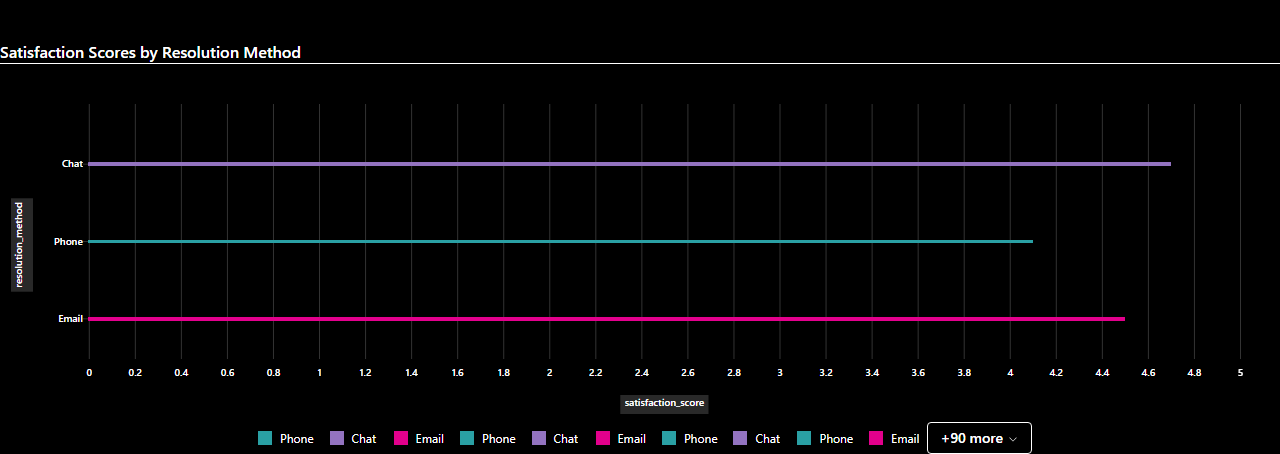 Satisfaction Scores by Resolution Method
Chat
Phone
Email
resolution_method
0 0.2 0.4 0.6 0.8 1 1.2 1.4 1.6 1.8 2 2.2 2.4 2.6 2.8 3 3.2 3.4 3.6 3.8 4 4.2 4.4 4.6 4.8 5
satisfaction_score
Phone Chat Email Phone Chat Email Phone Chat Phone Email +90 more